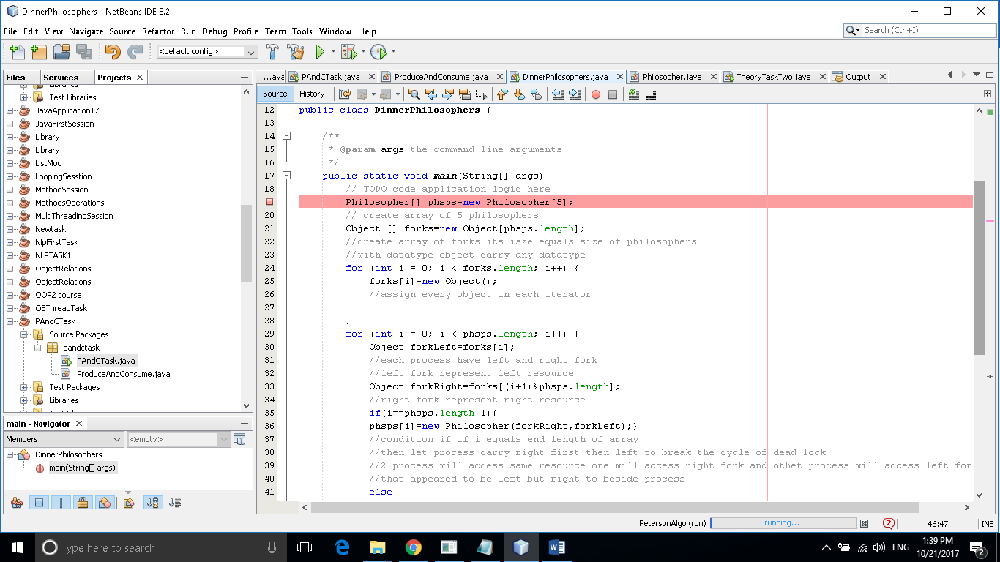 DinnerPhilosophers - NetBeans IDE 8.2
File Edit View Navigate Source Refactor Run Debug Profile Team Tools Window Help
Search (Ctrl+I)
<default config>
Files Services Projects
...ava PAndCTask.java ProduceAndConsume.java DinnerPhilosophers.java Philosopher.java TheoryTaskTwo.java Output
Source History
Libraries
Test Libraries
JavaApplication17
JavaFirstSession
Library
Library
ListMod
LoopingSesstion
MethodSession
MethodsOperations
MultiThreadingSession
Newtask
NlpFirstTask
NLPTASK1
ObjectRelations
ObjectRelations
OOP2 course
OSThreadTask
PAndCTask
Source Packages
pandctask
PAndCTask.java
ProduceAndConsume.java
Test Packages
Libraries
Test Libraries
main - Navigator
Members <empty>
DinnerPhilosophers
main(String[] args)
12 public class DinnerPhilosophers {
13
14 /**
15 * @param args the command line arguments
16 */
17 public static void main(String[] args) {
18 // TODO code application logic here
Philosopher[] phsps=new Philosopher[5];
20 // create array of 5 philosophers
21 Object [] forks=new Object[phsps.length];
22 //create array of forks its isze equals size of philosophers
23 //with datatype object carry any datatype
24 for (int i = 0; i < forks.length; i++) {
25 forks[i]=new Object();
26 //assign every object in each iterator
27
28 }
29 for (int i = 0; i < phsps.length; i++) {
30 Object forkLeft=forks[i];
31 //each process have left and right fork
32 //left fork represent left resource
33 Object forkRight=forks[(i+1)%phsps.length];
34 //right fork represent right resource
35 if(i==phsps.length-1){
36 phsps[i]=new Philosopher(forkRight,forkLeft);}
37 //condition if if i equals end length of array
38 //then let process carry right first then left to break the cycle of dead lock
39 //2 process will access same resource one will access right fork and othet process will access left for
40 //that appeared to be left but right to beside process
41 else
PetersonAlgo (run) running... 2 46:47 INS
Type here to search
ENG
1:39 PM
10/21/2017
2